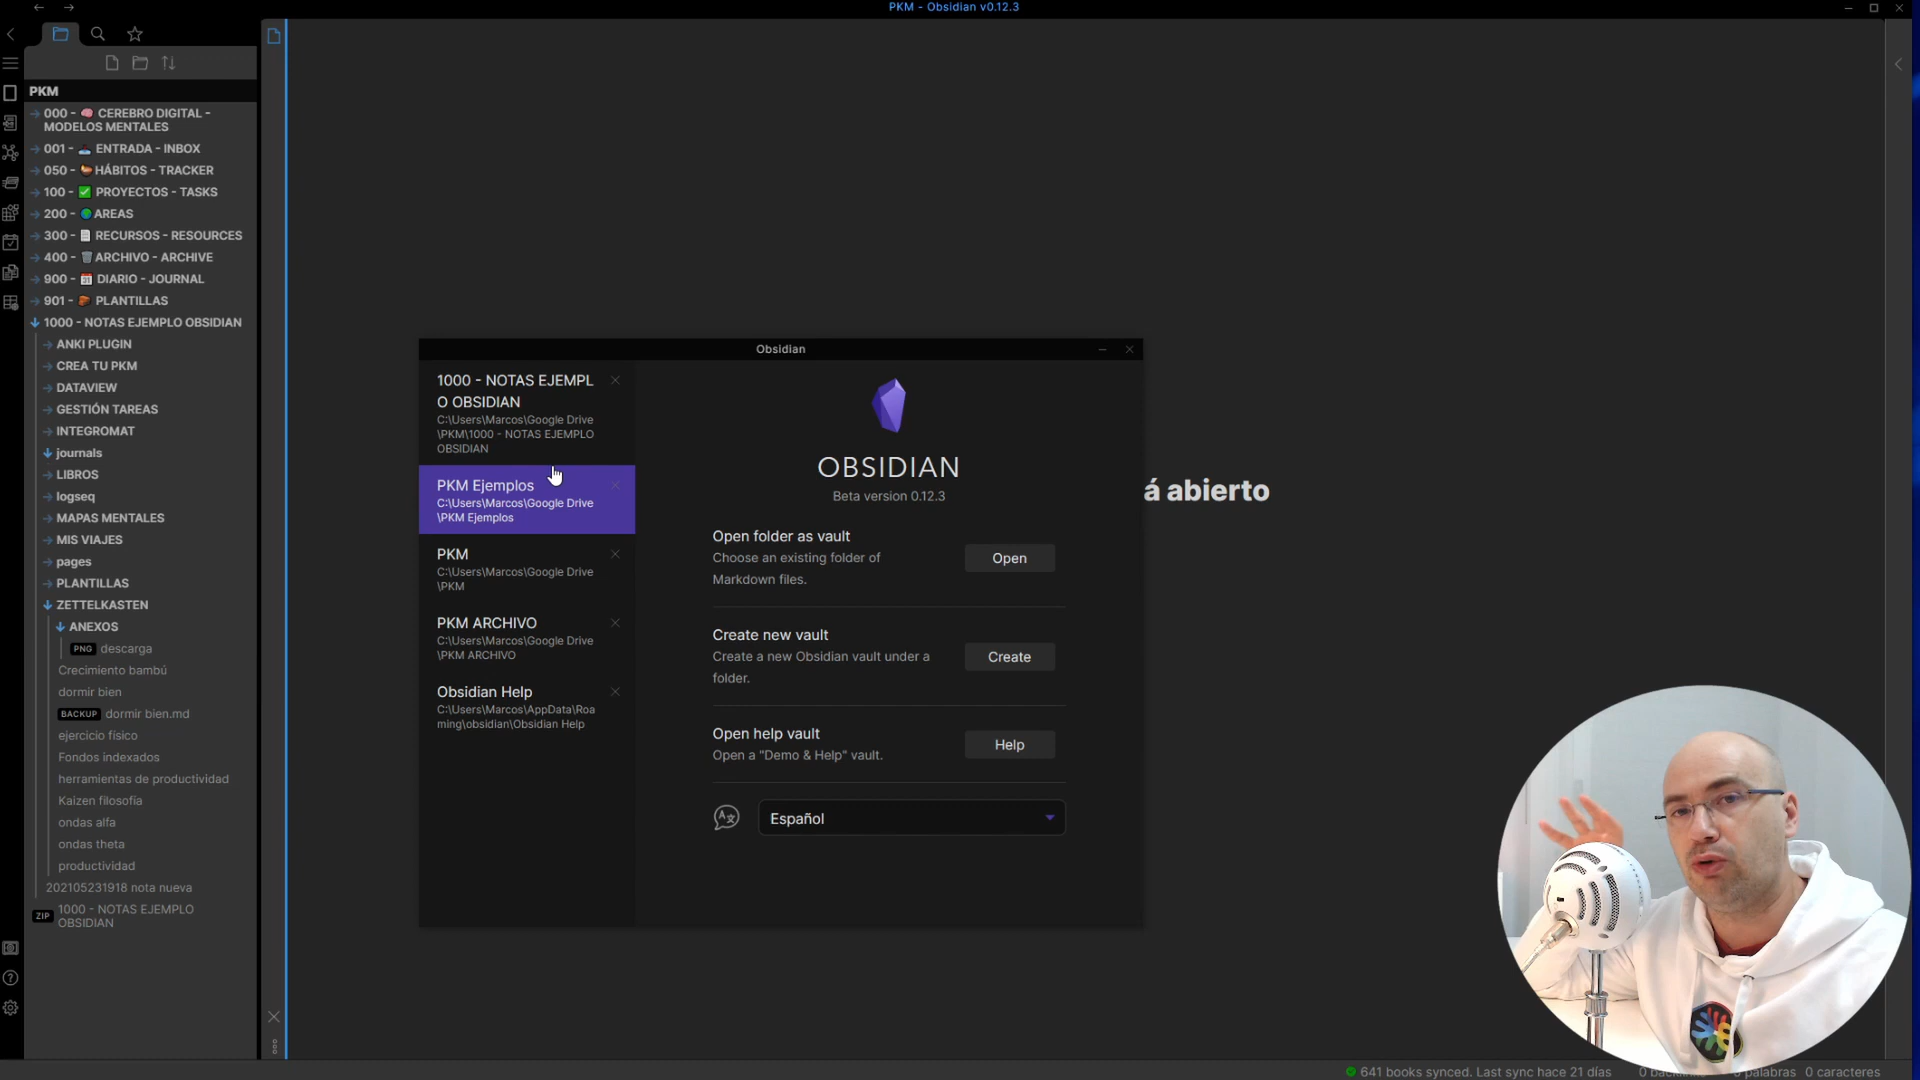 PKM - Obsidian v0.12.3
PKM
000 - 🧠 CEREBRO DIGITAL -
MODELOS MENTALES
001 - 📥 ENTRADA - INBOX
050 - HÁBITOS - TRACKER
100 - ✅ PROYECTOS - TASKS
200 - 🌍 AREAS
300 - 📄 RECURSOS - RESOURCES
400 - 🗑 ARCHIVO - ARCHIVE
900 - 📅 DIARIO - JOURNAL
901 - PLANTILLAS
1000 - NOTAS EJEMPLO OBSIDIAN
ANKI PLUGIN
CREA TU PKM
DATAVIEW
GESTIÓN TAREAS
INTEGROMAT
journals
LIBROS
logseq
MAPAS MENTALES
MIS VIAJES
pages
PLANTILLAS
ZETTELKASTEN
ANEXOS
PNG descarga
Crecimiento bambú
dormir bien
BACKUP dormir bien.md
ejercicio físico
Fondos indexados
herramientas de productividad
Kaizen filosofía
ondas alfa
ondas theta
productividad
202105231918 nota nueva
ZIP 1000 - NOTAS EJEMPLO
OBSIDIAN
Obsidian
1000 - NOTAS EJEMPL
O OBSIDIAN
C:\Users\Marcos\Google Drive
\PKM\1000 - NOTAS EJEMPLO
OBSIDIAN
PKM Ejemplos
C:\Users\Marcos\Google Drive
\PKM Ejemplos
PKM
C:\Users\Marcos\Google Drive
\PKM
PKM ARCHIVO
C:\Users\Marcos\Google Drive
\PKM ARCHIVO
Obsidian Help
C:\Users\Marcos\AppData\Roa
ming\obsidian\Obsidian Help
OBSIDIAN
Beta version 0.12.3
Open folder as vault
Choose an existing folder of
Markdown files.
Open
Create new vault
Create a new Obsidian vault under a
folder.
Create
Open help vault
Open a "Demo & Help" vault.
Help
Español
á abierto
641 books synced. Last sync hace 21 días
0 palabras 0 caracteres